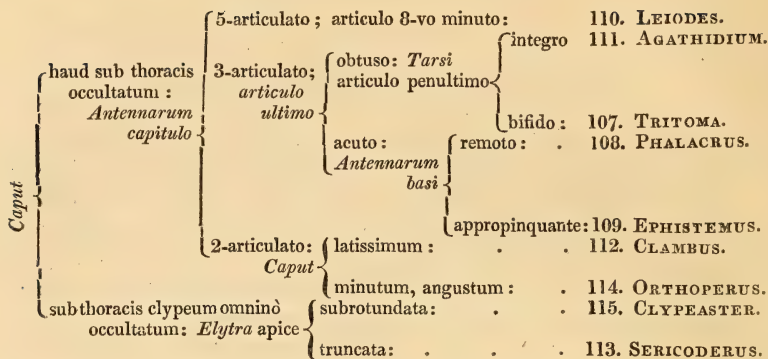 5-articulato ; articulo 8-vo minuto: 110. LEIODES.
integro 111. AGATHIDIUM.
haud sub thoracis 3-articulato; obtuso: Tarsi
occultatum : articulo articulo penultimo
Antennarum ultimo
capitulo bifido : 107. TRITOMA.
acuto : remoto: . 108. PHALACRUS.
Antennarum
basi
Caput
appropinquante: 109. EPHISTEMUS.
2-articulato: latissimum : . . 112. CLAMBUS.
Caput
minutum, angustum : . 114. ORTHOPERUS.
sub thoracis clypeum omninò subrotundata: . . 115. CLYPEASTER.
occultatum: Elytra apice
truncata: . . . . 113. SERICODERUS.